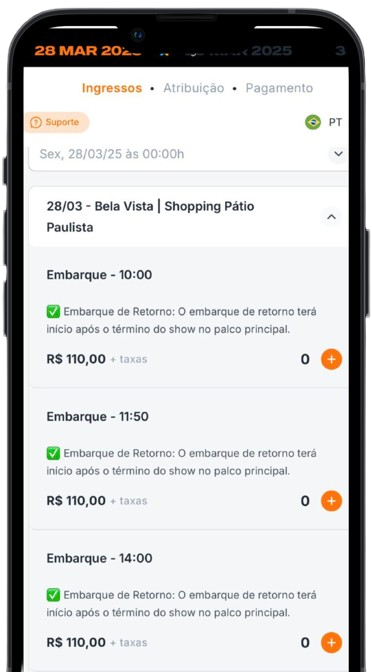 28 MAR 2025
MAR 2025
3
Ingressos • Atribuição • Pagamento
Suporte
PT
Sex, 28/03/25 às 00:00h
28/03 - Bela Vista | Shopping Pátio
Paulista
Embarque - 10:00
✅ Embarque de Retorno: O embarque de retorno terá
início após o término do show no palco principal.
R$ 110,00 + taxas 0 +
Embarque - 11:50
✅ Embarque de Retorno: O embarque de retorno terá
início após o término do show no palco principal.
R$ 110,00 + taxas 0 +
Embarque - 14:00
✅ Embarque de Retorno: O embarque de retorno terá
início após o término do show no palco principal.
R$ 110,00 + taxas 0 +